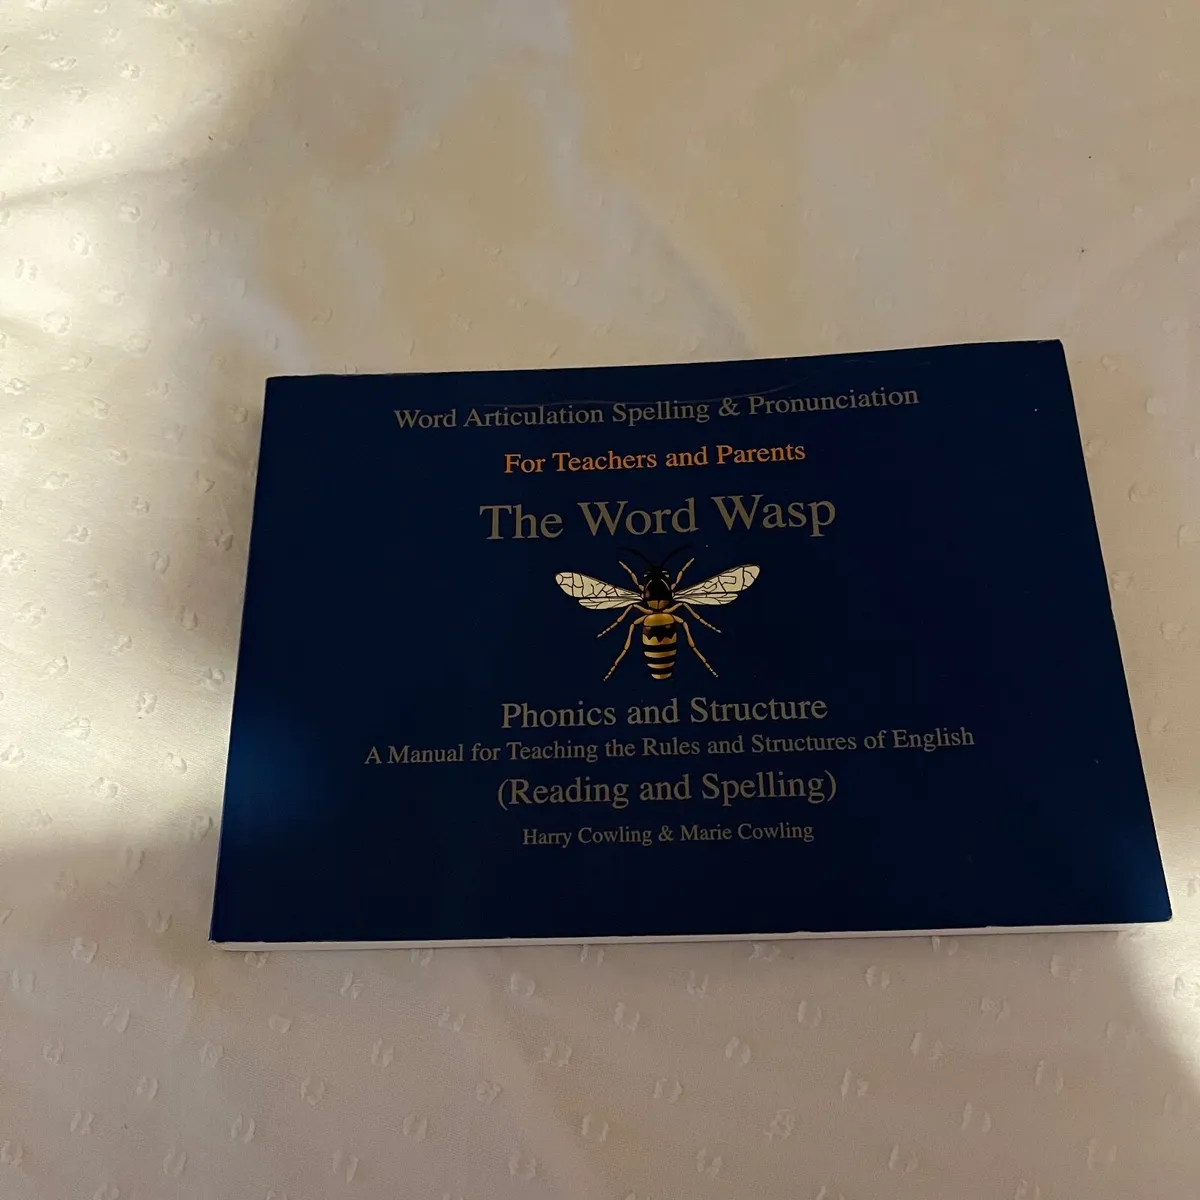 Word Articulation Spelling & Pronunciation
For Teachers and Parents
The Word Wasp
Phonics and Structure
A Manual for Teaching the Rules and Structures of English
(Reading and Spelling)
Harry Cowling & Marie Cowling